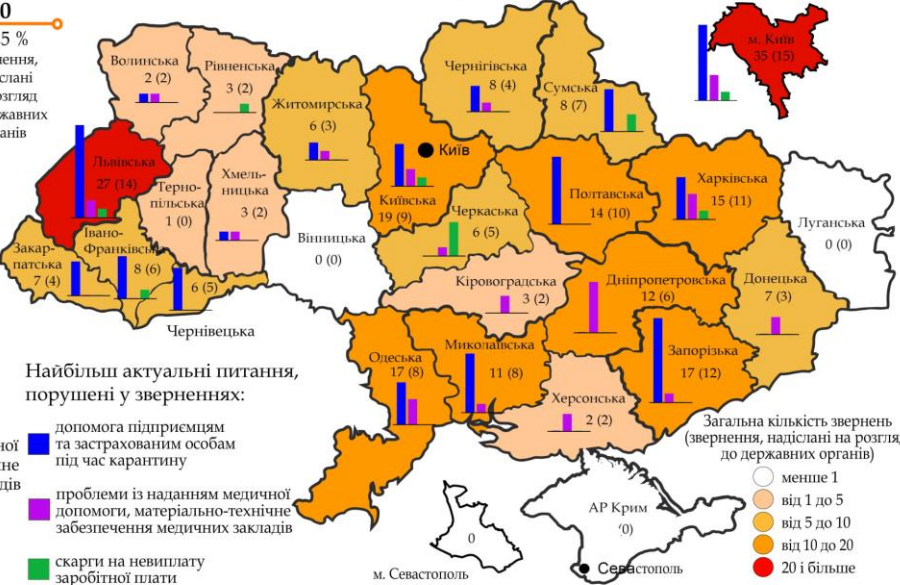 0
5 %
Волинська
2 (2)
Рівненська
3 (2)
Житомирська
6 (3)
Чернігівська
8 (4)
Сумська
8 (7)
м. Київ
35 (15)
Львівська
27 (14)
Терно-
пільська
1 (0)
Хмель-
ницька
3 (2)
Київ
Київська
19 (9)
Черкаська
6 (5)
Полтавська
14 (10)
Харківська
15 (11)
Луганська
0 (0)
Закар-
патська
7 (4)
Івано-
Франківська
8 (6)
6 (5)
Чернівецька
Вінницька
0 (0)
Кіровоградська
3 (2)
Дніпропетровська
12 (6)
Донецька
7 (3)
Одеська
17 (8)
Миколаївська
11 (8)
Запорізька
17 (12)
Херсонська
2 (2)
АР Крим
0)
Севастополь
0
м. Севастополь
Найбільш актуальні питання,
порушені у зверненнях:
допомога підприємцям
та застрахованим особам
під час карантину
проблеми із наданням медичної
допомоги, матеріально-технічне
забезпечення медичних закладів
скарги на невиплату
заробітної плати
Загальна кількість звернень
(звернення, надіслані на розгляд
до державних органів)
менше 1
від 1 до 5
від 5 до 10
від 10 до 20
20 і більше